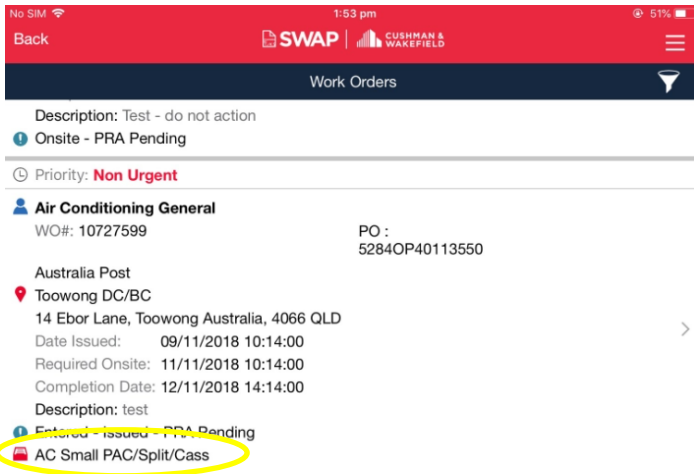 No SIM 1:53 pm 51%
Back SWAP | CUSHMAN & WAKEFIELD
Work Orders
Description: Test - do not action
Onsite - PRA Pending
Priority: Non Urgent
Air Conditioning General
WO#: 10727599 PO :
5284OP40113550
Australia Post
Toowong DC/BC
14 Ebor Lane, Toowong Australia, 4066 QLD
Date Issued: 09/11/2018 10:14:00
Required Onsite: 11/11/2018 10:14:00
Completion Date: 12/11/2018 14:14:00
Description: test
Entered - Issued - PRA Pending
AC Small PAC/Split/Cass